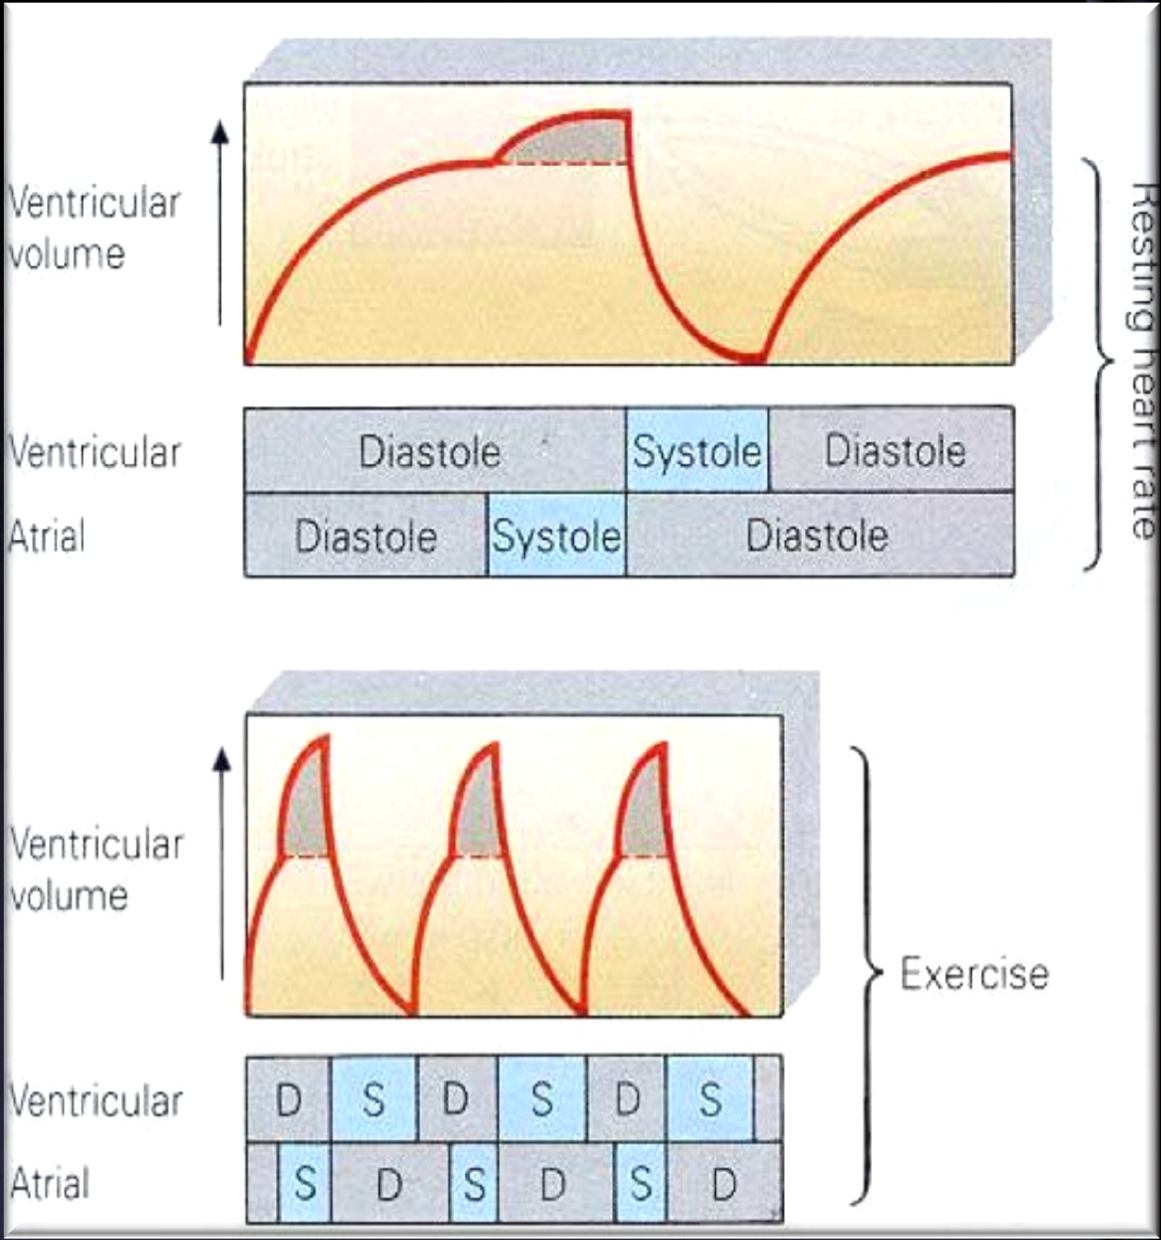 Ventricular
volume
Resting heart rate
Ventricular Diastole Systole Diastole
Atrial Diastole Systole Diastole
Ventricular
volume
Exercise
Ventricular D S D S D S
Atrial S D S D S D